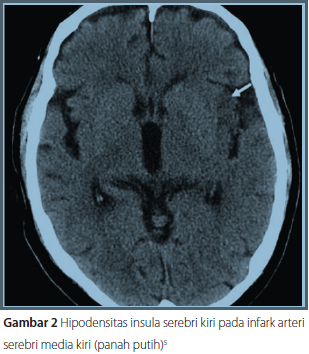 Gambar 2 Hipodensitas insula serebri kiri pada infark arteri
serebri media kiri (panah putih)⁵